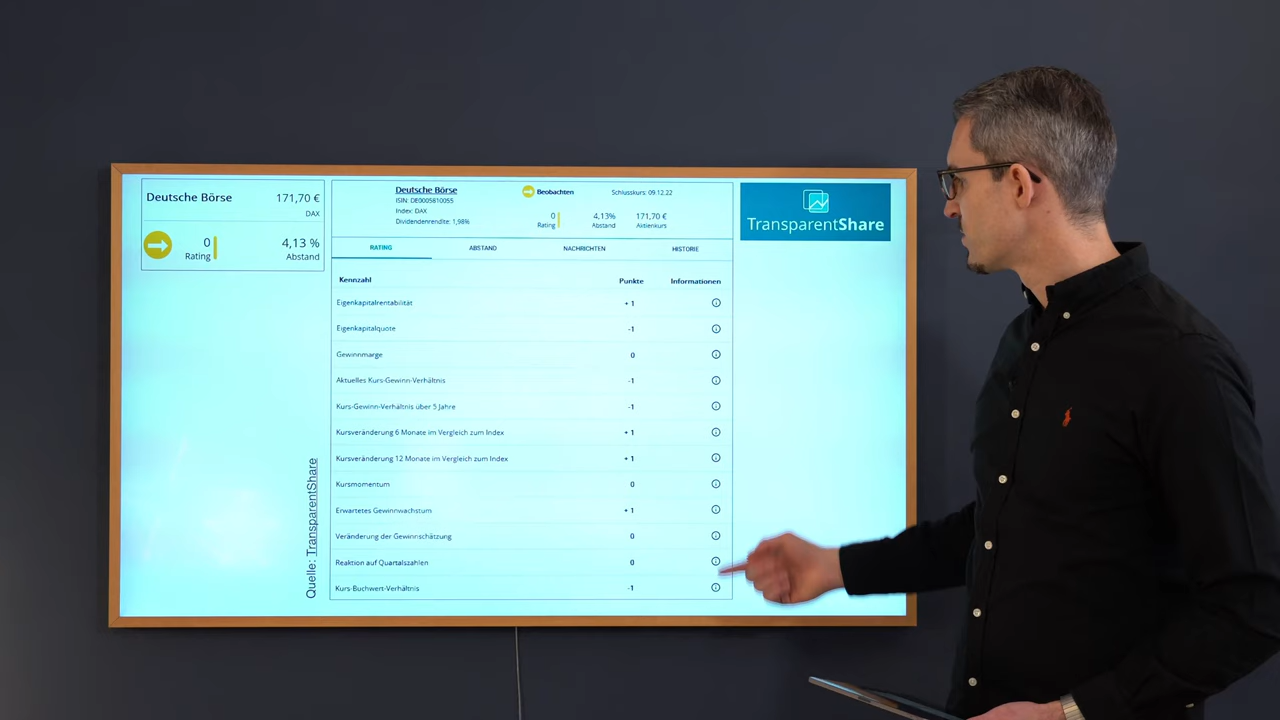 Deutsche Börse 171,70 €
DAX
0 4,13 %
Rating Abstand
Quelle: TransparentShare
Deutsche Börse
ISIN: DE0005810055
Index: DAX
Dividendenrendite: 1,98%
Beobachten Schlusskurs: 09.12.22
0 4,13% 171,70 €
Rating Abstand Aktienkurs
RATING ABSTAND NACHRICHTEN HISTORIE
Kennzahl Punkte Informationen
Eigenkapitalrentabilität + 1
Eigenkapitalquote -1
Gewinnmarge 0
Aktuelles Kurs-Gewinn-Verhältnis -1
Kurs-Gewinn-Verhältnis über 5 Jahre -1
Kursveränderung 6 Monate im Vergleich zum Index + 1
Kursveränderung 12 Monate im Vergleich zum Index + 1
Kursmomentum 0
Erwartetes Gewinnwachstum + 1
Veränderung der Gewinnschätzung 0
Reaktion auf Quartalszahlen 0
Kurs-Buchwert-Verhältnis -1
TransparentShare